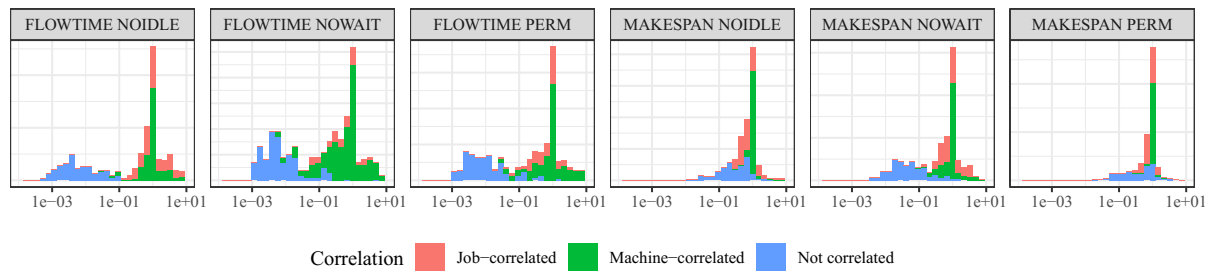 FLOWTIME NOIDLE FLOWTIME NOWAIT FLOWTIME PERM MAKESPAN NOIDLE MAKESPAN NOWAIT MAKESPAN PERM
1e−03 1e−01 1e+01 1e−03 1e−01 1e+01 1e−03 1e−01 1e+01 1e−03 1e−01 1e+01 1e−03 1e−01 1e+01 1e−03 1e−01 1e+01
Correlation Job−correlated Machine−correlated Not correlated